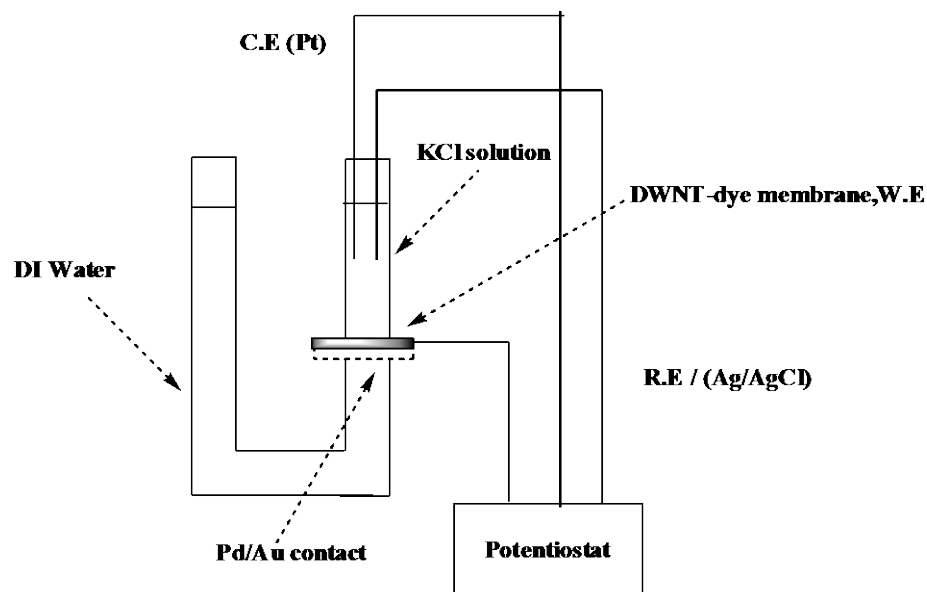 C.E (Pt)
KCl solution
DWNT-dye membrane,W.E
DI Water
R.E / (Ag/AgCl)
Pd/Au contact
Potentiostat